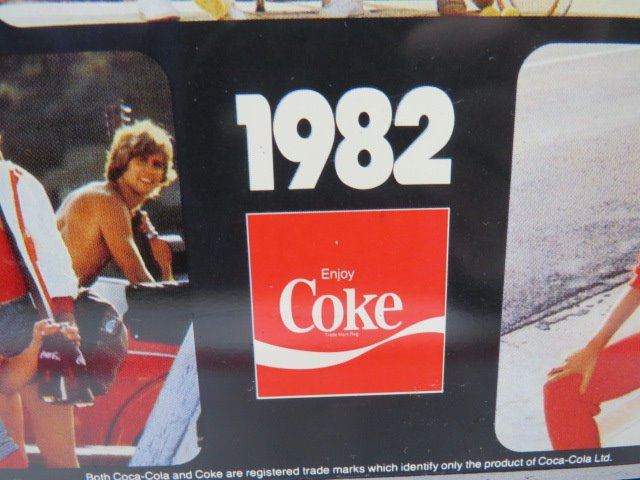 1982
Enjoy
Coke
Trade Mark Reg.
Both Coca-Cola and Coke are registered trade marks which identify only the product of Coca-Cola Ltd.